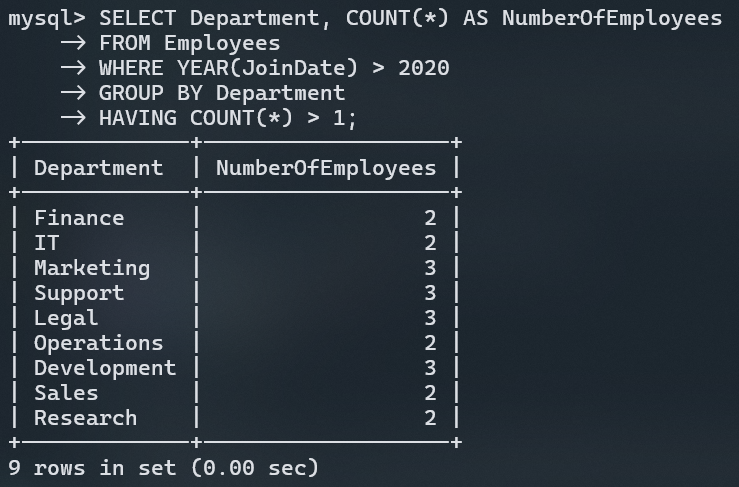 mysql> SELECT Department, COUNT(*) AS NumberOfEmployees
    -> FROM Employees
    -> WHERE YEAR(JoinDate) > 2020
    -> GROUP BY Department
    -> HAVING COUNT(*) > 1;
+-------------+-------------------+
| Department  | NumberOfEmployees |
+-------------+-------------------+
| Finance     |                 2 |
| IT          |                 2 |
| Marketing   |                 3 |
| Support     |                 3 |
| Legal       |                 3 |
| Operations  |                 2 |
| Development |                 3 |
| Sales       |                 2 |
| Research    |                 2 |
+-------------+-------------------+
9 rows in set (0.00 sec)